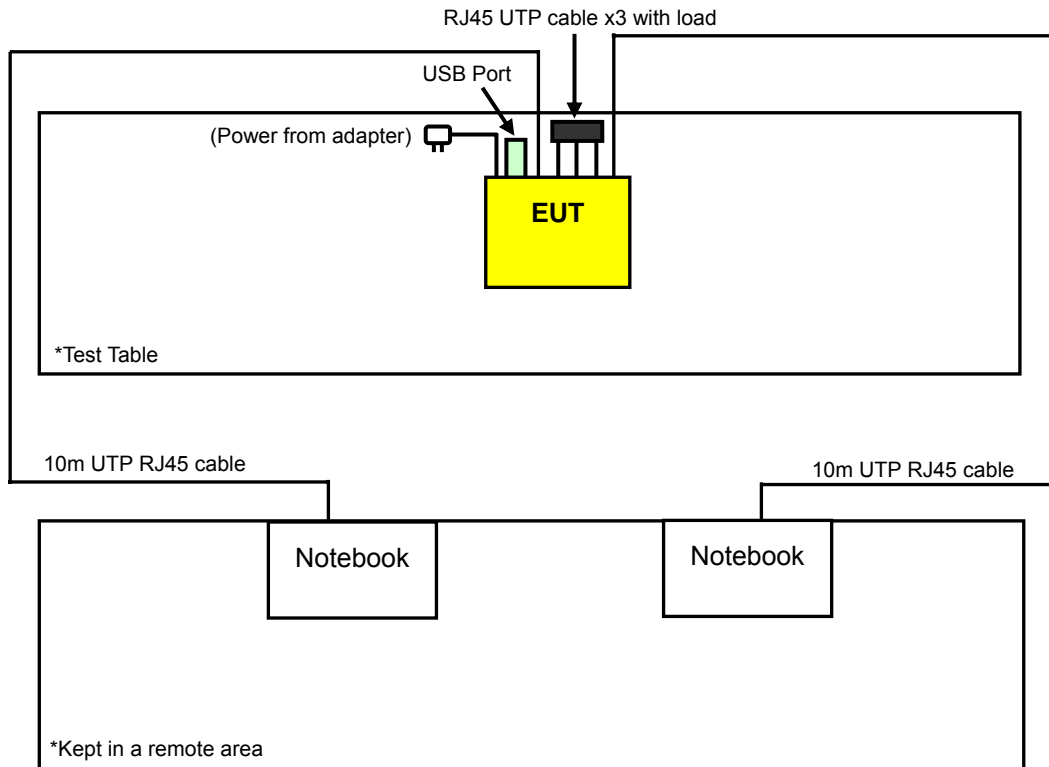 RJ45 UTP cable x3 with load
USB Port
(Power from adapter)
EUT
*Test Table
10m UTP RJ45 cable
10m UTP RJ45 cable
Notebook
Notebook
*Kept in a remote area